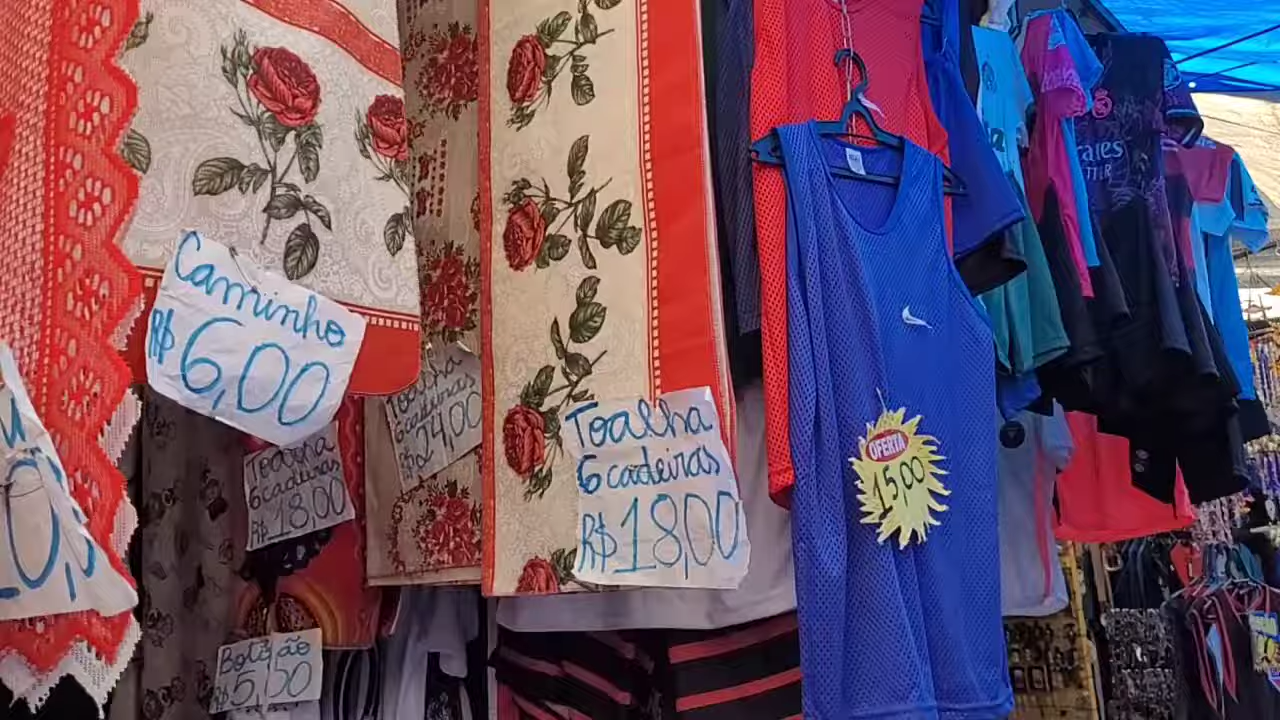 Caminho
R$ 6,00
Toalha
6 cadeiras
R$ 24,00
Toalha
6 cadeiras
R$ 18,00
Toalha
6 cadeiras
R$ 18,00
OFERTA
15,00
R$ 5,50